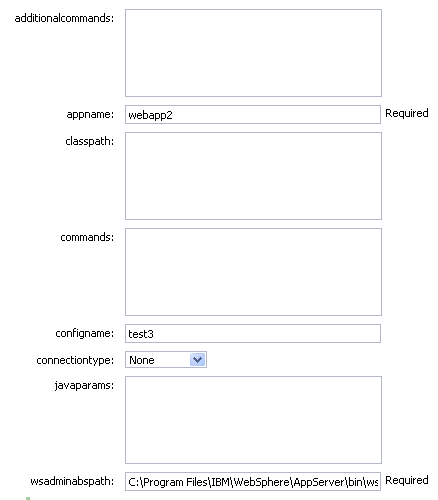 additionalcommands:
appname: webapp2 Required
classpath:
commands:
configname: test3
connectiontype: None
javaparams:
wsadminabspath: C:\Program Files\IBM\WebSphere\AppServer\bin\ws Required